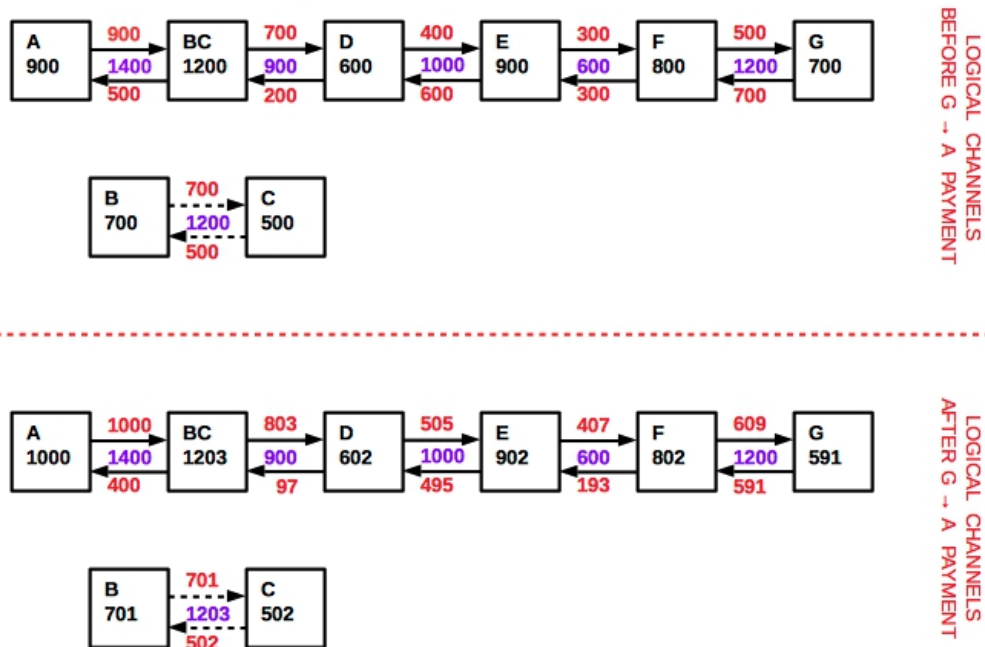 A BC D E F G
900 1200 600 900 800 700
900 700 400 300 500
1400 900 1000 600 1200
500 200 600 300 700
B C
700 500
700
1200
500
LOGICAL CHANNELS
BEFORE G → A PAYMENT
A BC D E F G
1000 1203 602 902 802 591
1000 803 505 407 609
1400 900 1000 600 1200
400 97 495 193 591
B C
701 502
701
1203
502
LOGICAL CHANNELS
AFTER G → A PAYMENT